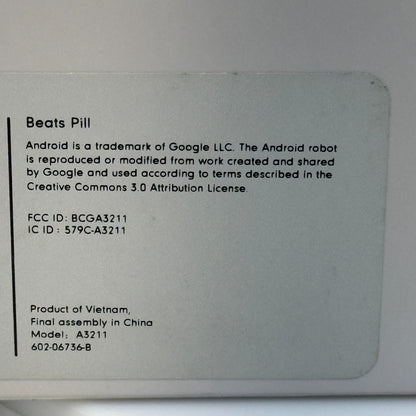 Beats Pill
Android is a trademark of Google LLC. The Android robot
is reproduced or modified from work created and shared
by Google and used according to terms described in the
Creative Commons 3.0 Attribution License.
FCC ID: BCGA3211
IC ID : 579C-A3211
Product of Vietnam,
Final assembly in China
Model: A3211
602-06736-B